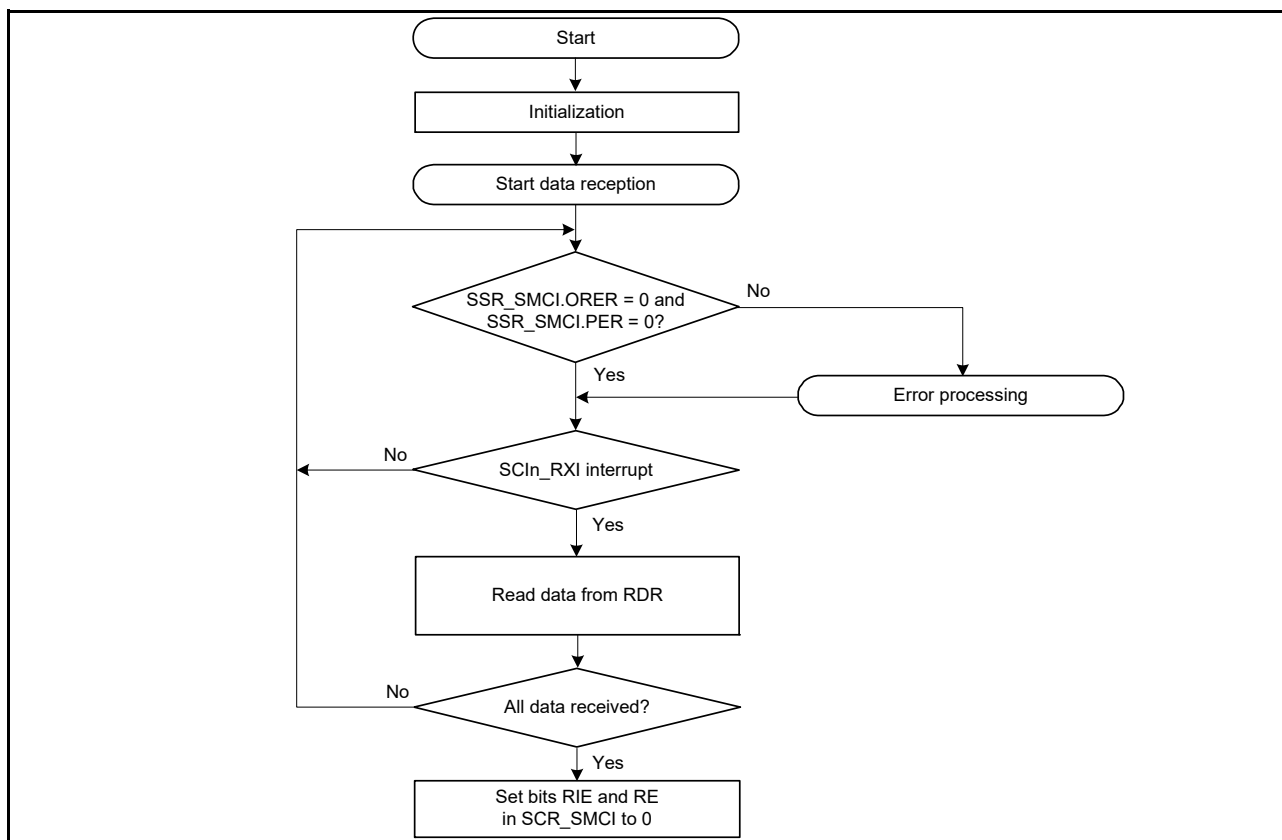 Start
Initialization
Start data reception
SSR_SMCI.ORER = 0 and
SSR_SMCI.PER = 0?
No
Yes
Error processing
No
SCIn_RXI interrupt
Yes
Read data from RDR
No
All data received?
Yes
Set bits RIE and RE
in SCR_SMCI to 0